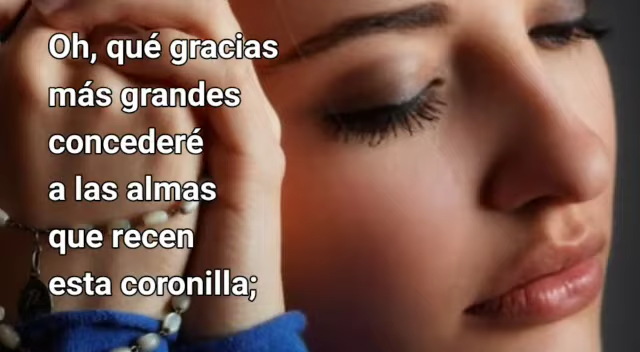 Oh, qué gracias
más grandes
concederé
a las almas
que recen
esta coronilla;